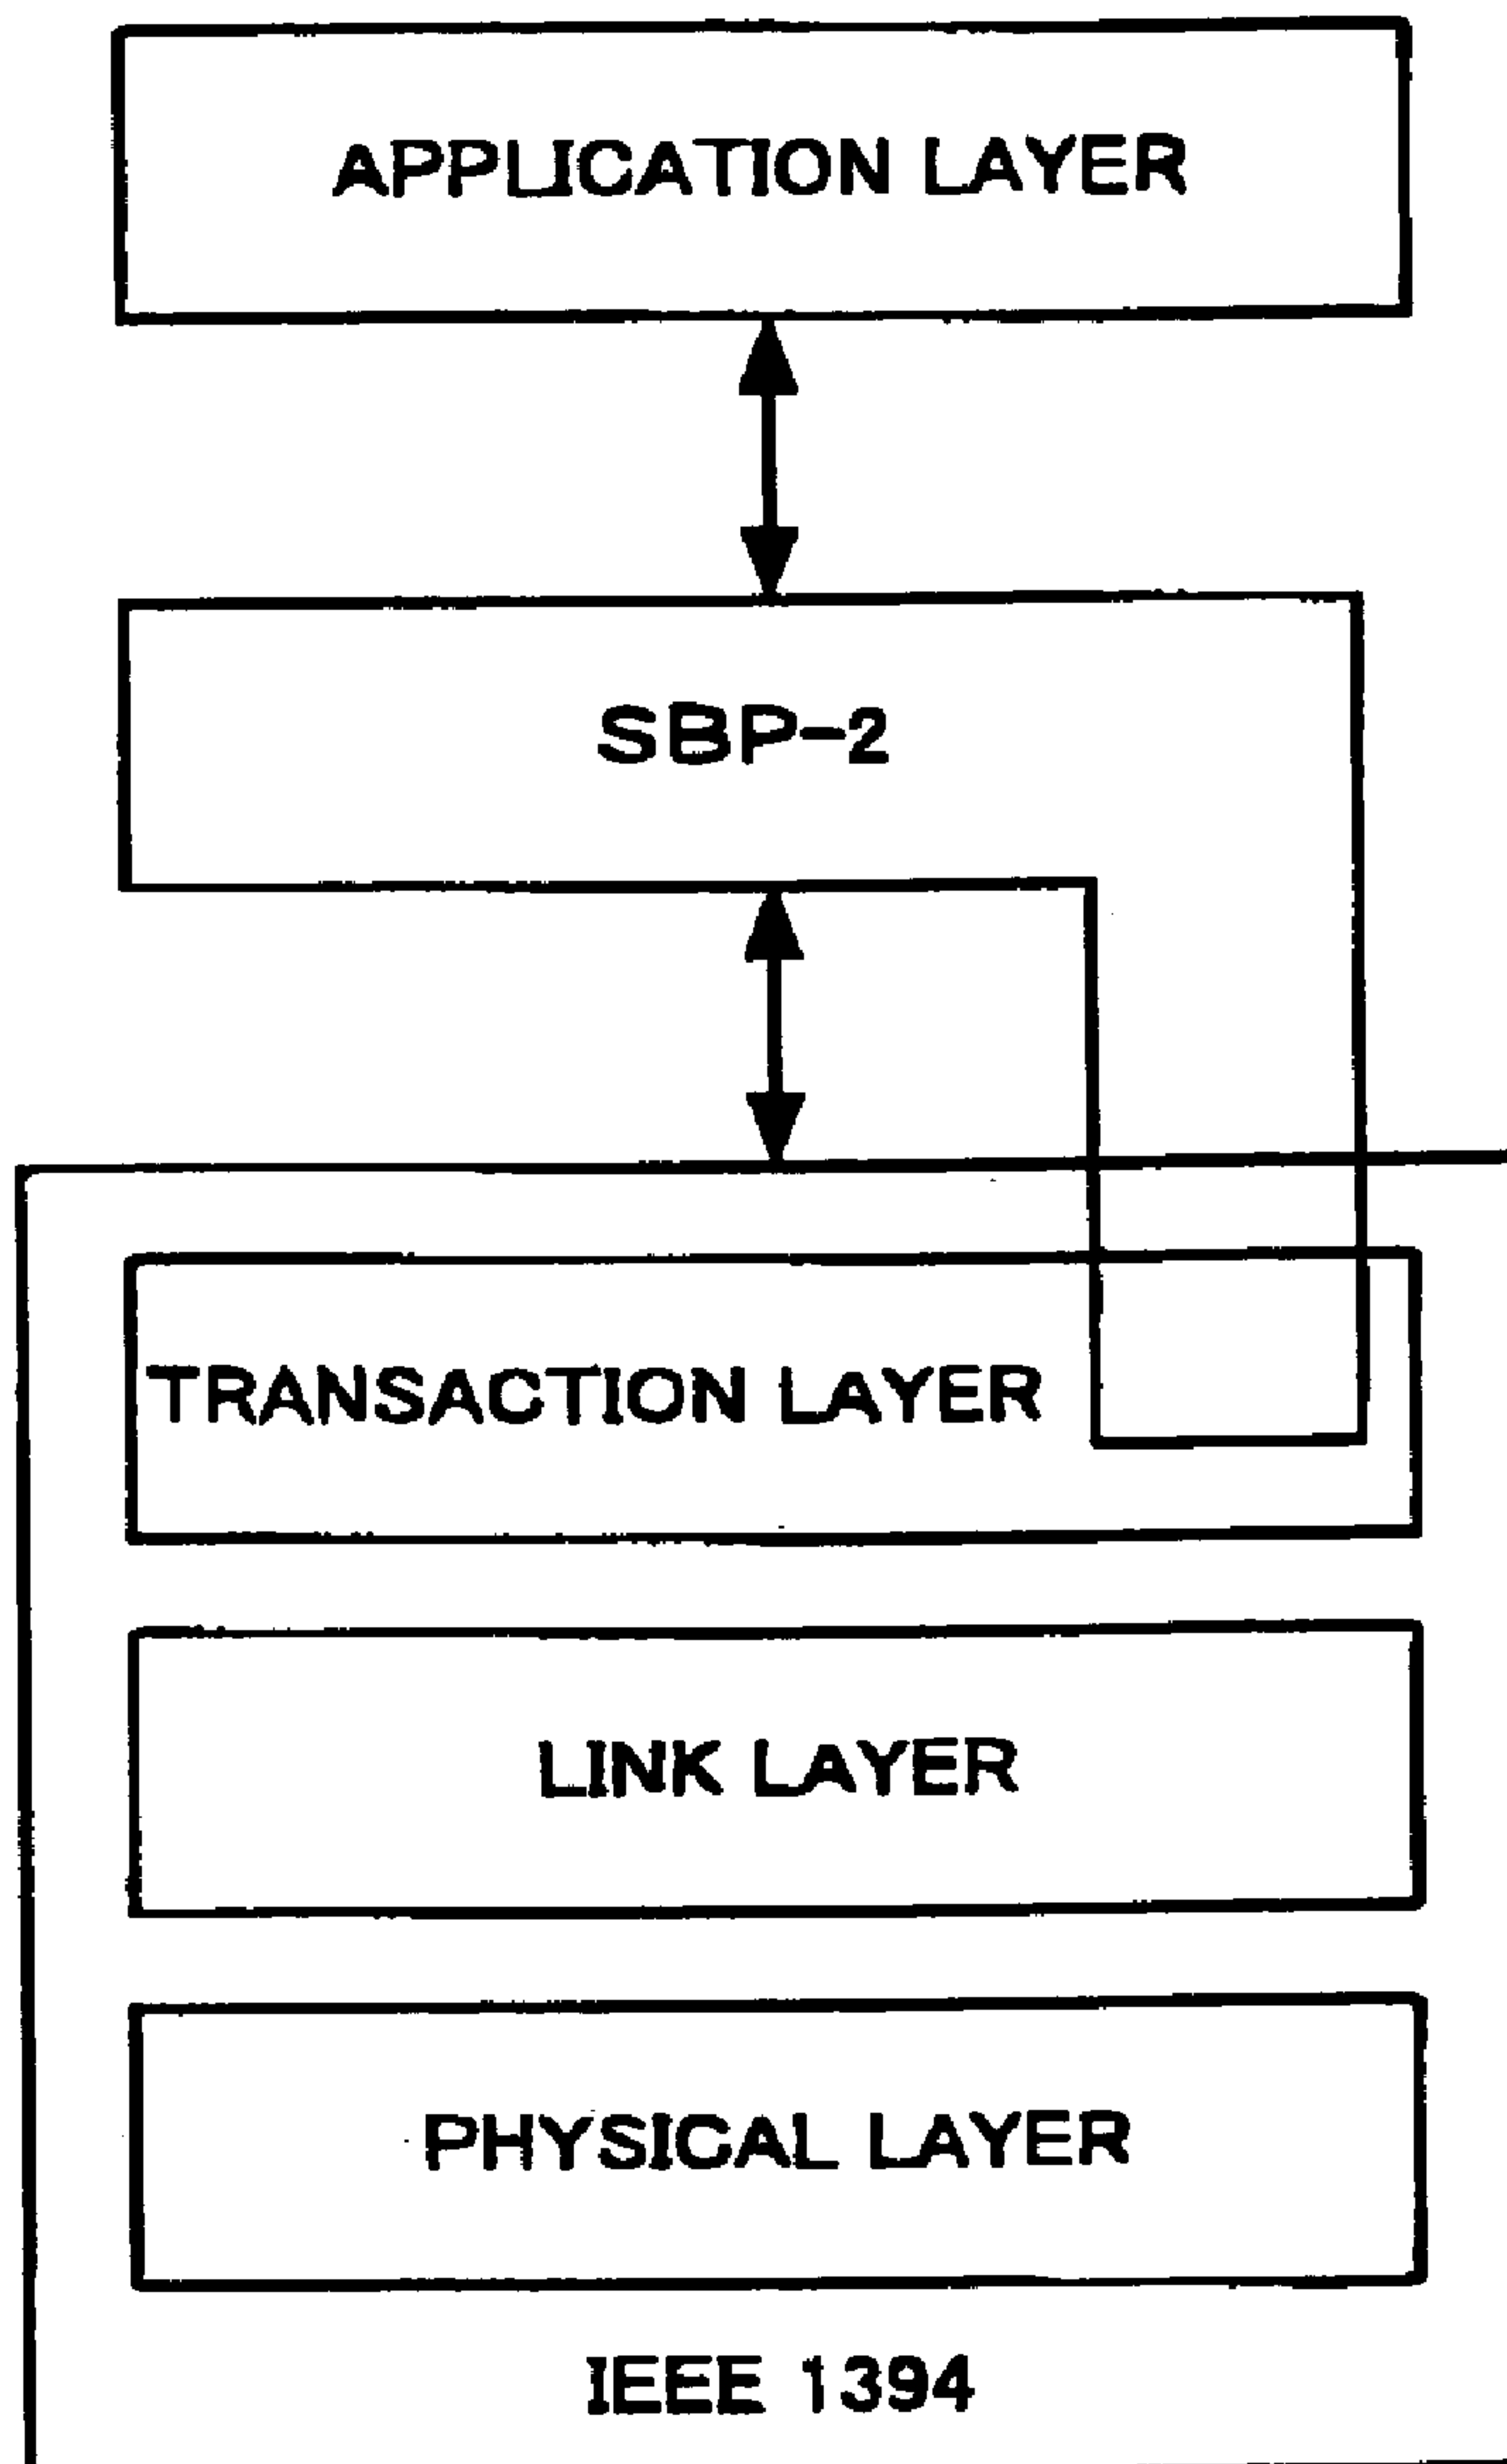 APPLICATION LAYER
SBP-2
TRANSACTION LAYER
LINK LAYER
PHYSICAL LAYER
IEEE 1394